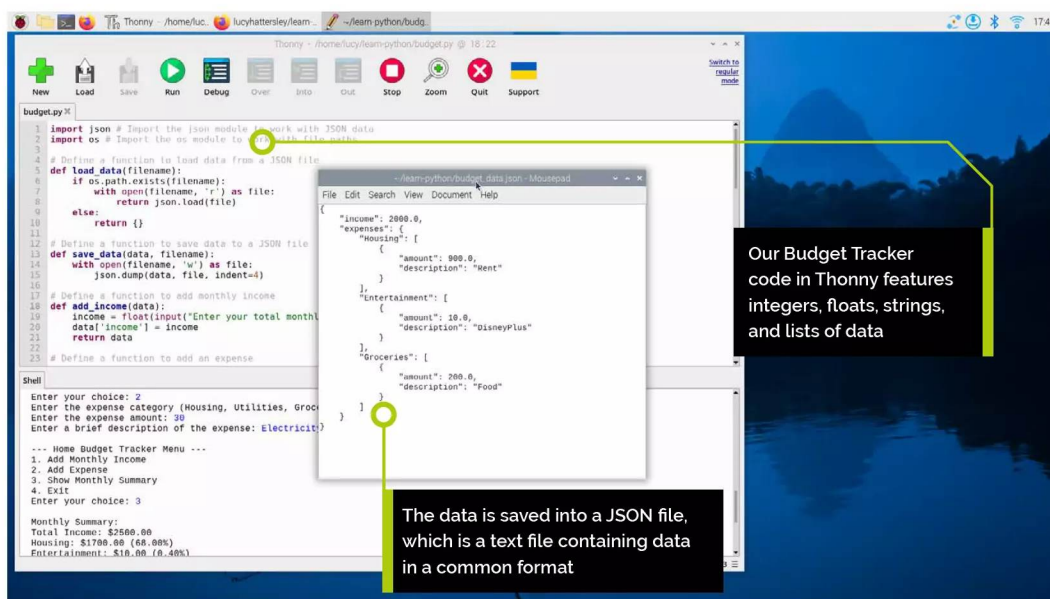 Thonny - /home/luc..
lucyhattersley/learn-..
~/learn-python/budg..
17:4
Thonny - /home/lucy/learn-python/budget.py @ 18:22
New
Load
Save
Run
Debug
Over
Into
Out
Stop
Zoom
Quit
Support
Switch to
regular
mode
budget.py
1 import json # Import the json module to work with JSON data
2 import os # Import the os module to work with file paths
3
4 # Define a function to load data from a JSON file
5 def load_data(filename):
6 if os.path.exists(filename):
7 with open(filename, 'r') as file:
8 return json.load(file)
9 else:
10 return {}
11
12 # Define a function to save data to a JSON file
13 def save_data(data, filename):
14 with open(filename, 'w') as file:
15 json.dump(data, file, indent=4)
16
17 # Define a function to add monthly income
18 def add_income(data):
19 income = float(input("Enter your total monthl
20 data['income'] = income
21 return data
22
23 # Define a function to add an expense
~/learn-python/budget_data.json - Mousepad
File Edit Search View Document Help
{
"income": 2000.0,
"expenses": {
"Housing": [
{
"amount": 900.0,
"description": "Rent"
}
],
"Entertainment": [
{
"amount": 10.0,
"description": "DisneyPlus"
}
],
"Groceries": [
{
"amount": 200.0,
"description": "Food"
}
]
}
}
Our Budget Tracker
code in Thonny features
integers, floats, strings,
and lists of data
Shell
Enter your choice: 2
Enter the expense category (Housing, Utilities, Groc
Enter the expense amount: 30
Enter a brief description of the expense: Electricit
--- Home Budget Tracker Menu ---
1. Add Monthly Income
2. Add Expense
3. Show Monthly Summary
4. Exit
Enter your choice: 3
Monthly Summary:
Total Income: $2500.00
Housing: $1700.00 (68.00%)
Entertainment: $10.00 (0.40%)
The data is saved into a JSON file,
which is a text file containing data
in a common format